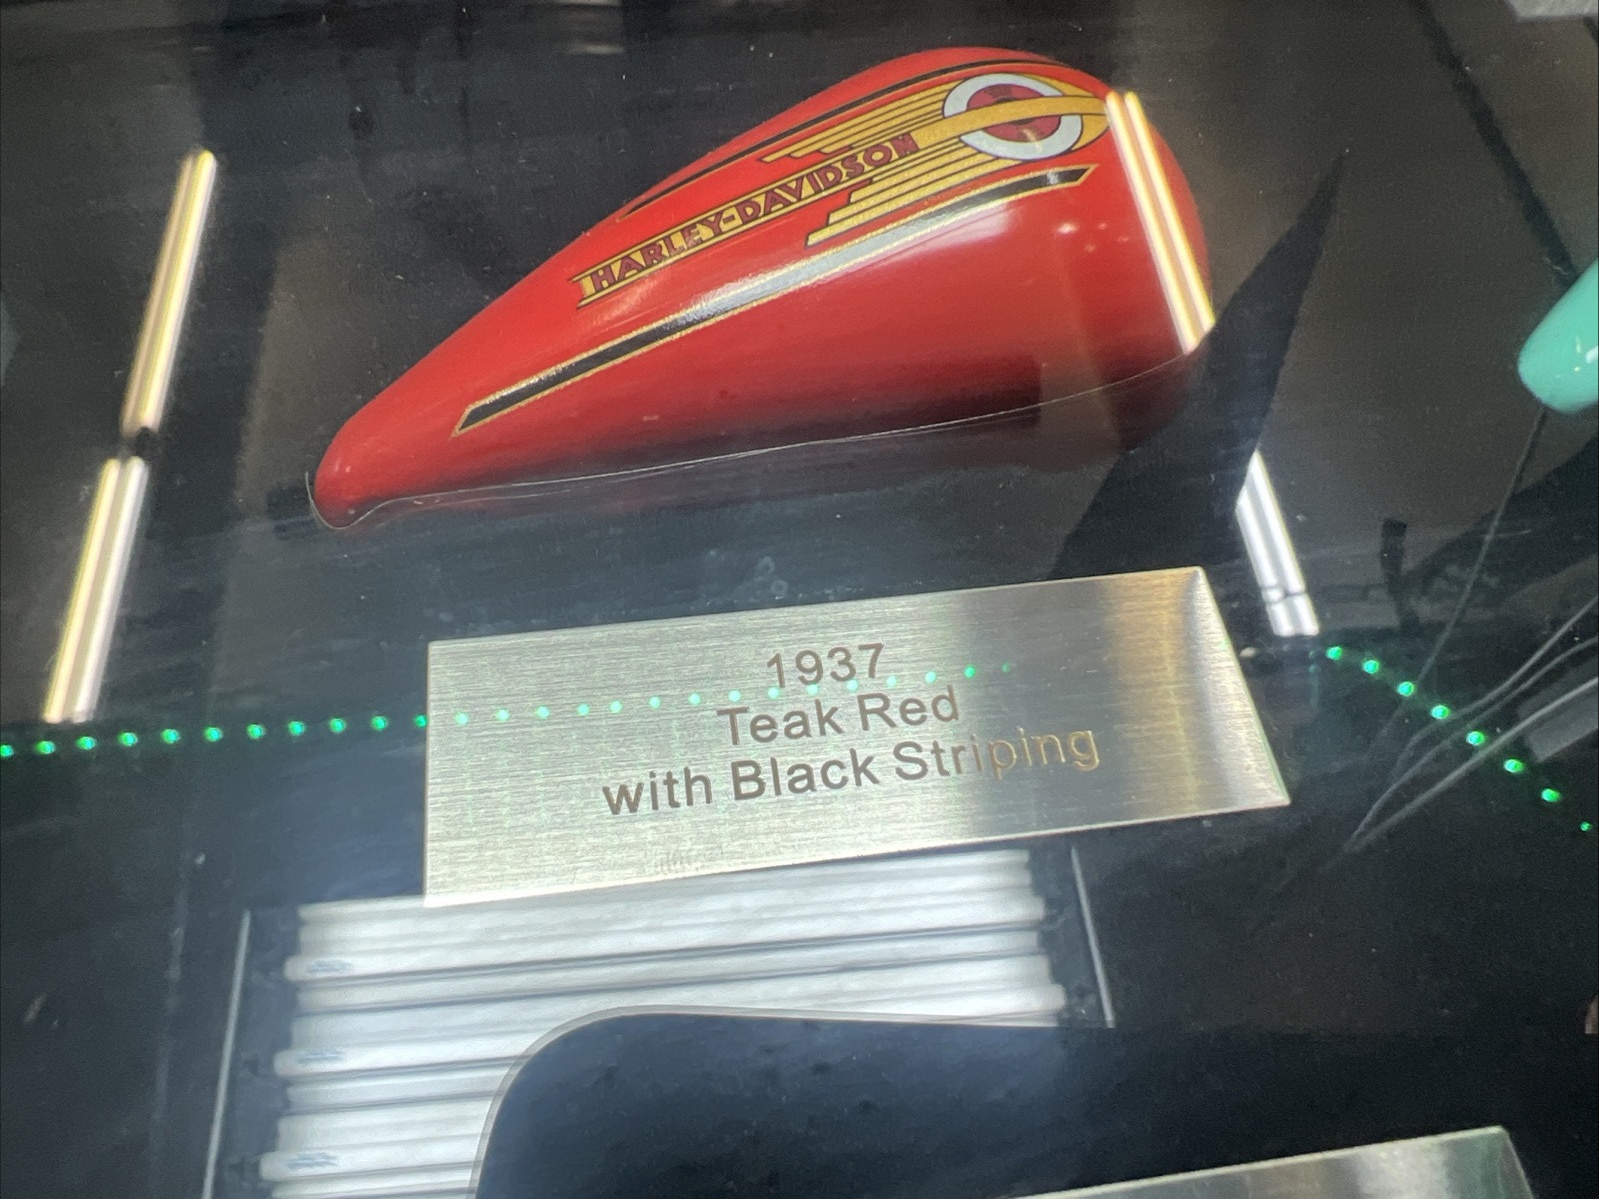 HARLEY-DAVIDSON
1937
Teak Red
with Black Striping